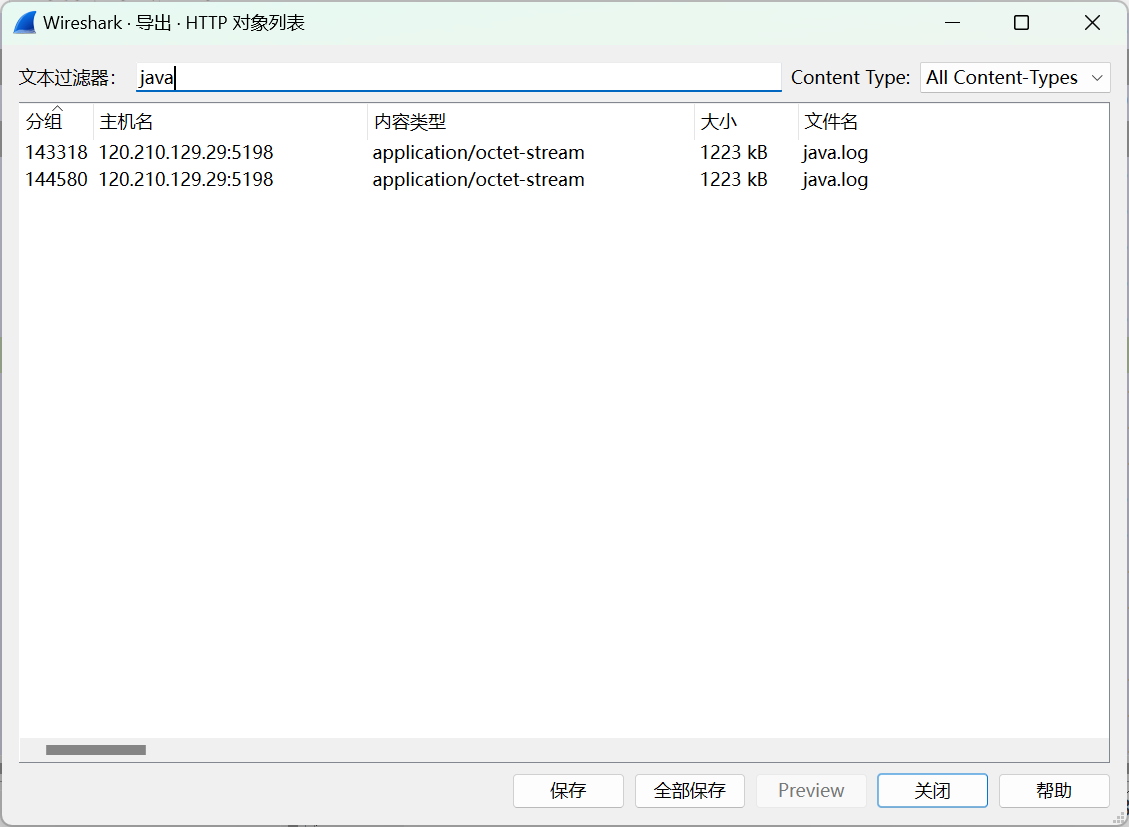 Wireshark · 导出 · HTTP 对象列表
文本过滤器: java Content Type: All Content-Types
分组 主机名 内容类型 大小 文件名
143318 120.210.129.29:5198 application/octet-stream 1223 kB java.log
144580 120.210.129.29:5198 application/octet-stream 1223 kB java.log
保存 全部保存 Preview 关闭 帮助